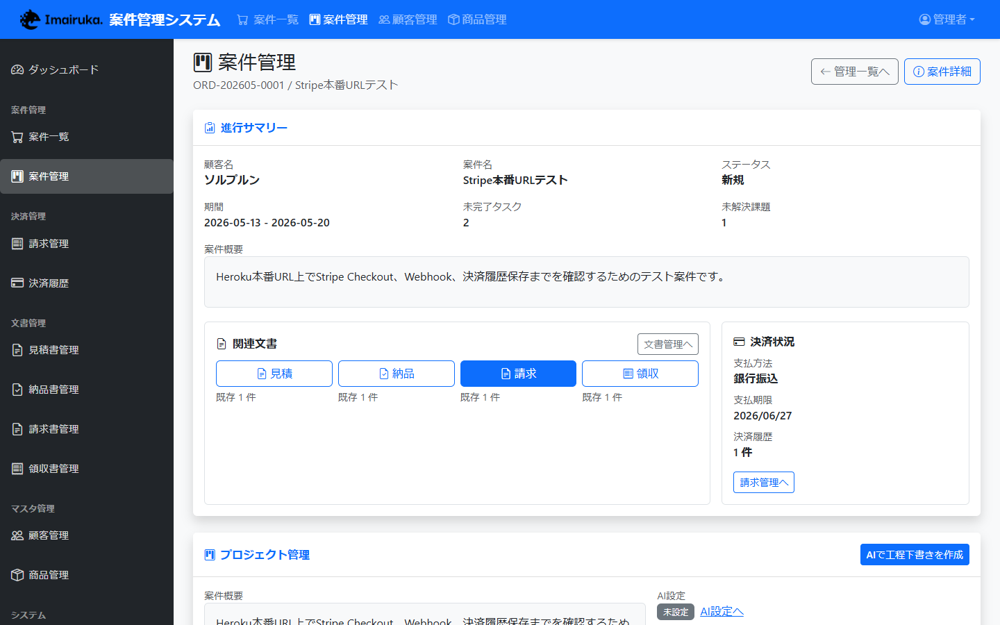 Imairuka. 案件管理システム 案件一覧 案件管理 顧客管理 商品管理 管理者
ダッシュボード
案件管理
案件一覧
案件管理
決済管理
請求管理
決済履歴
文書管理
見積書管理
納品書管理
請求書管理
領収書管理
マスタ管理
顧客管理
商品管理
システム
案件管理
ORD-202605-0001 / Stripe本番URLテスト
←管理一覧へ 案件詳細
進行サマリー
顧客名 案件名 ステータス
ソルプルン Stripe本番URLテスト 新規
期間 未完了タスク 未解決課題
2026-05-13 - 2026-05-20 2 1
案件概要
Heroku本番URL上でStripe Checkout、Webhook、決済履歴保存までを確認するためのテスト案件です。
関連文書 文書管理へ
見積 納品 請求 領収
既存 1 件 既存 1 件 既存 1 件 既存 1 件
決済状況
支払方法
銀行振込
支払期限
2026/06/27
決済履歴
1 件
請求管理へ
プロジェクト管理 AIで工程下書きを作成
案件概要
Heroku本番URL上でStripe Checkout、Webhook、決済履歴保存までを確認するため
AI設定
未設定 AI設定へ